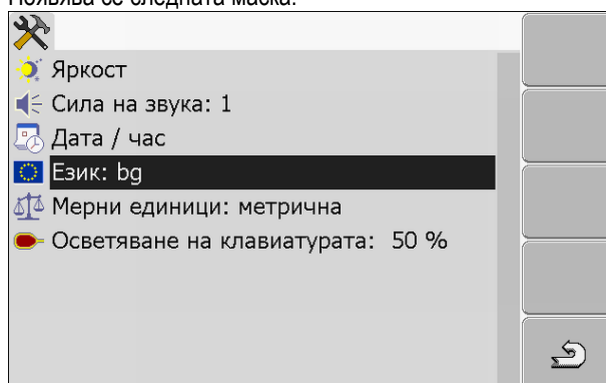 Появява се следната маска:
Яркост
Сила на звука: 1
Дата / час
Език: bg
Мерни единици: метрична
Осветяване на клавиатурата: 50 %